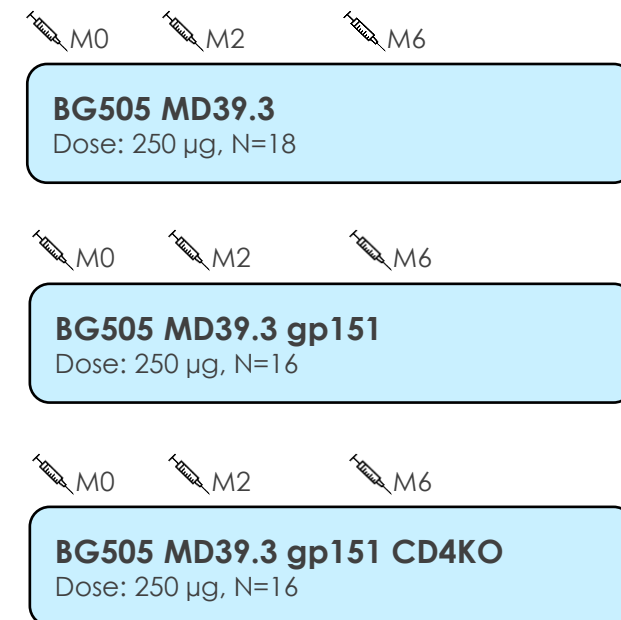 M0 M2 M6
BG505 MD39.3
Dose: 250 µg, N=18
M0 M2 M6
BG505 MD39.3 gp151
Dose: 250 µg, N=16
M0 M2 M6
BG505 MD39.3 gp151 CD4KO
Dose: 250 µg, N=16